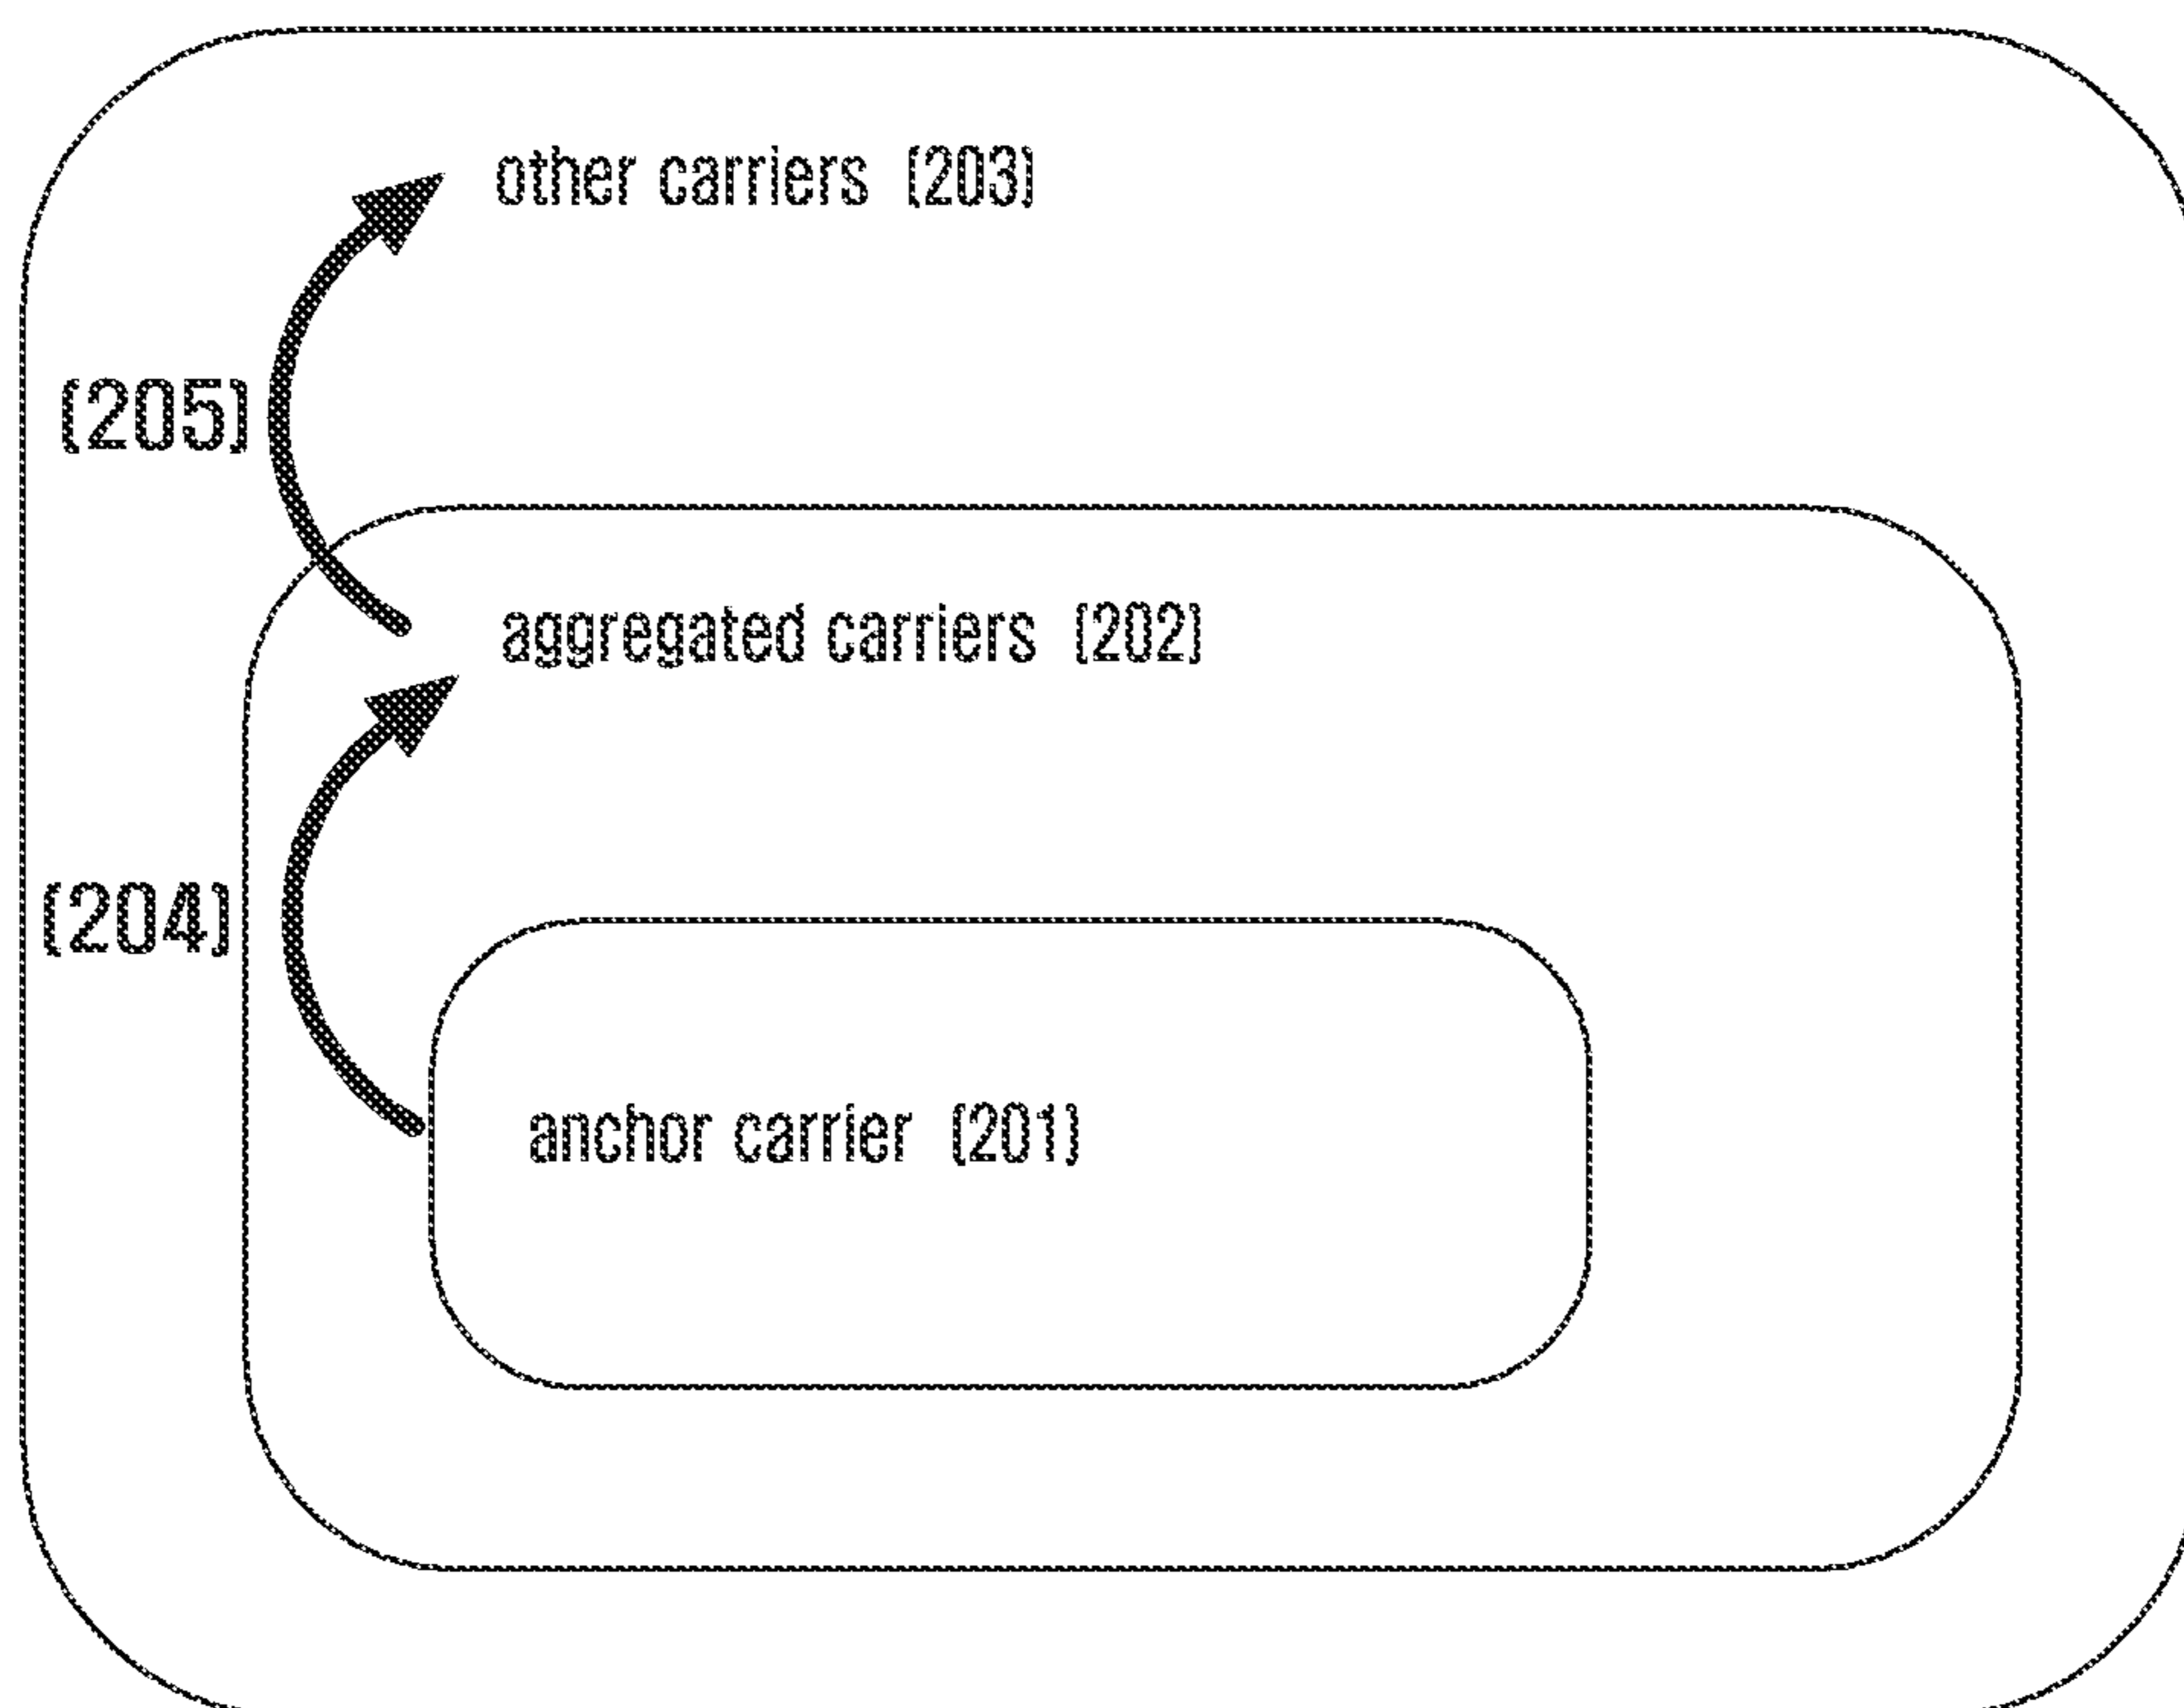 other carriers (203)
(205)
aggregated carriers (202)
(204)
anchor carrier (201)